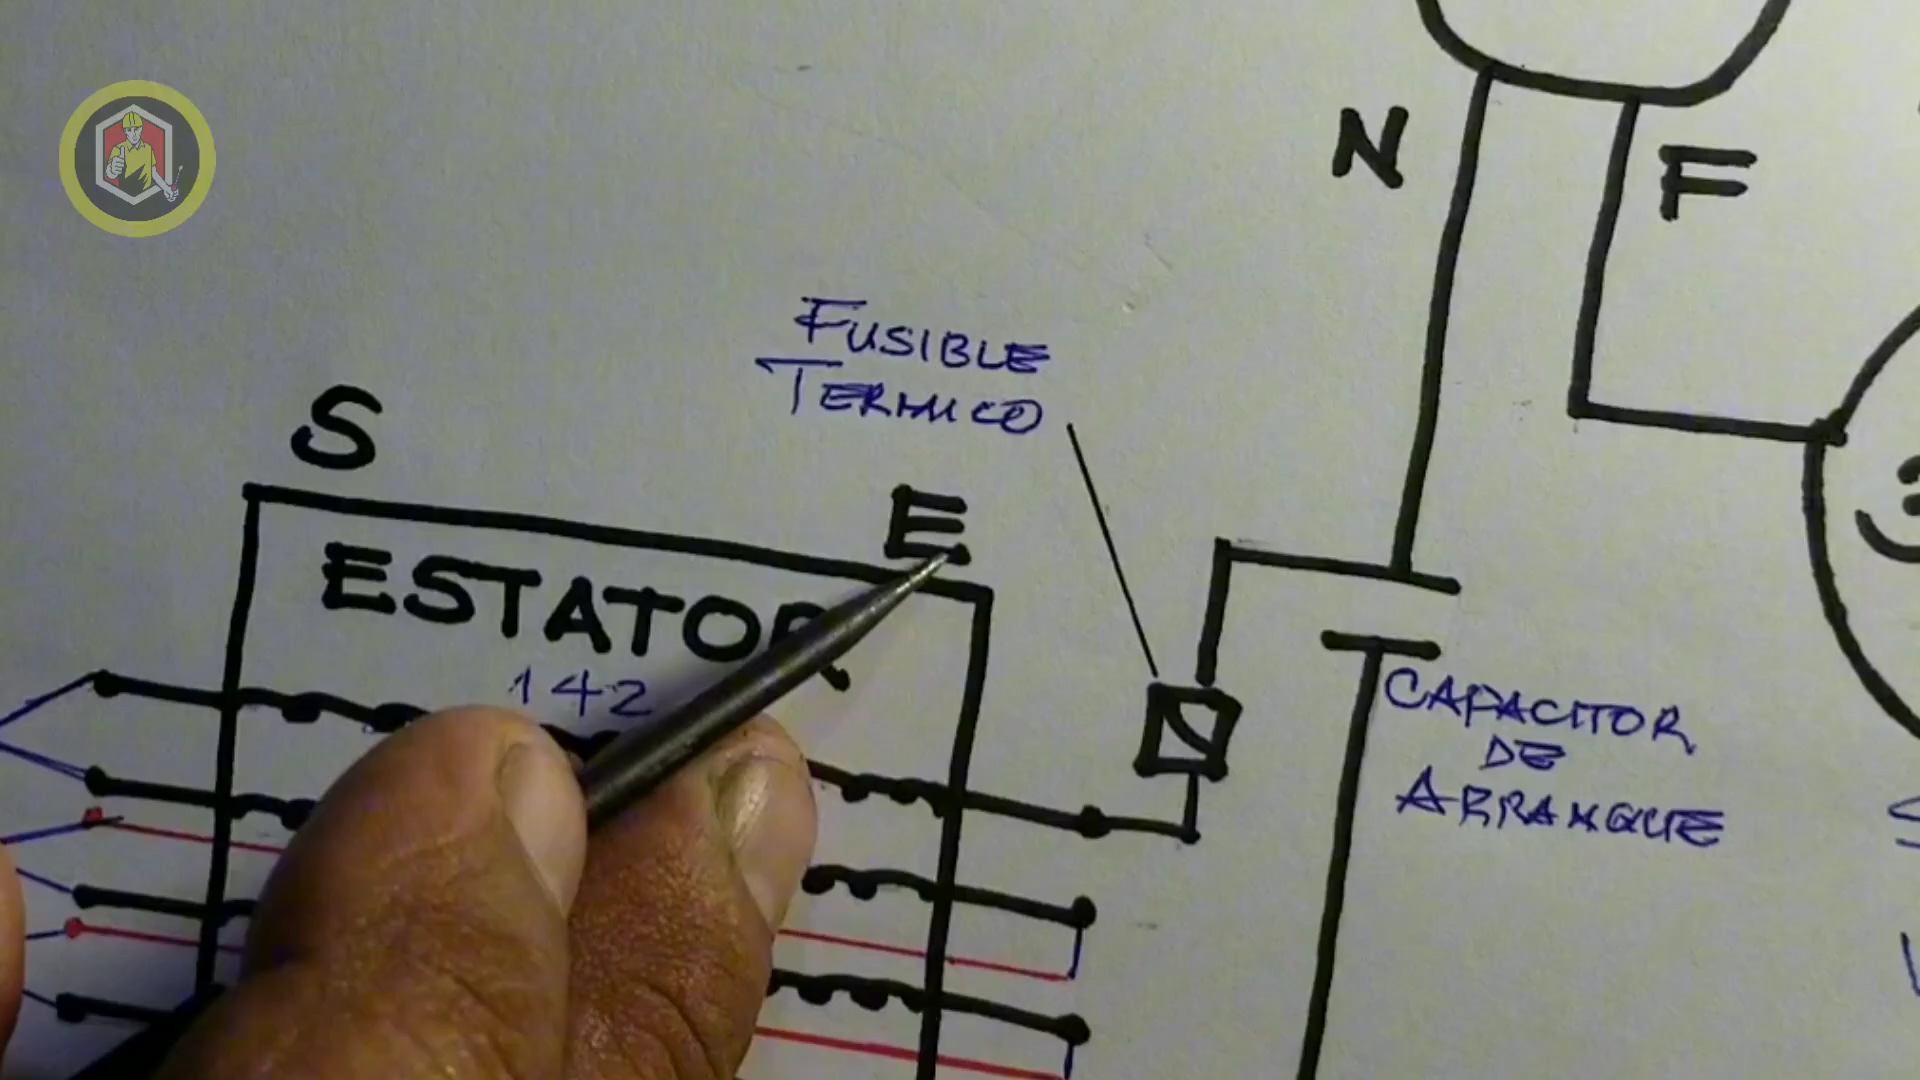 N
F
FUSIBLE
TERMICO
S
E
ESTATOR
142
CAPACITOR
DE
ARRANQUE